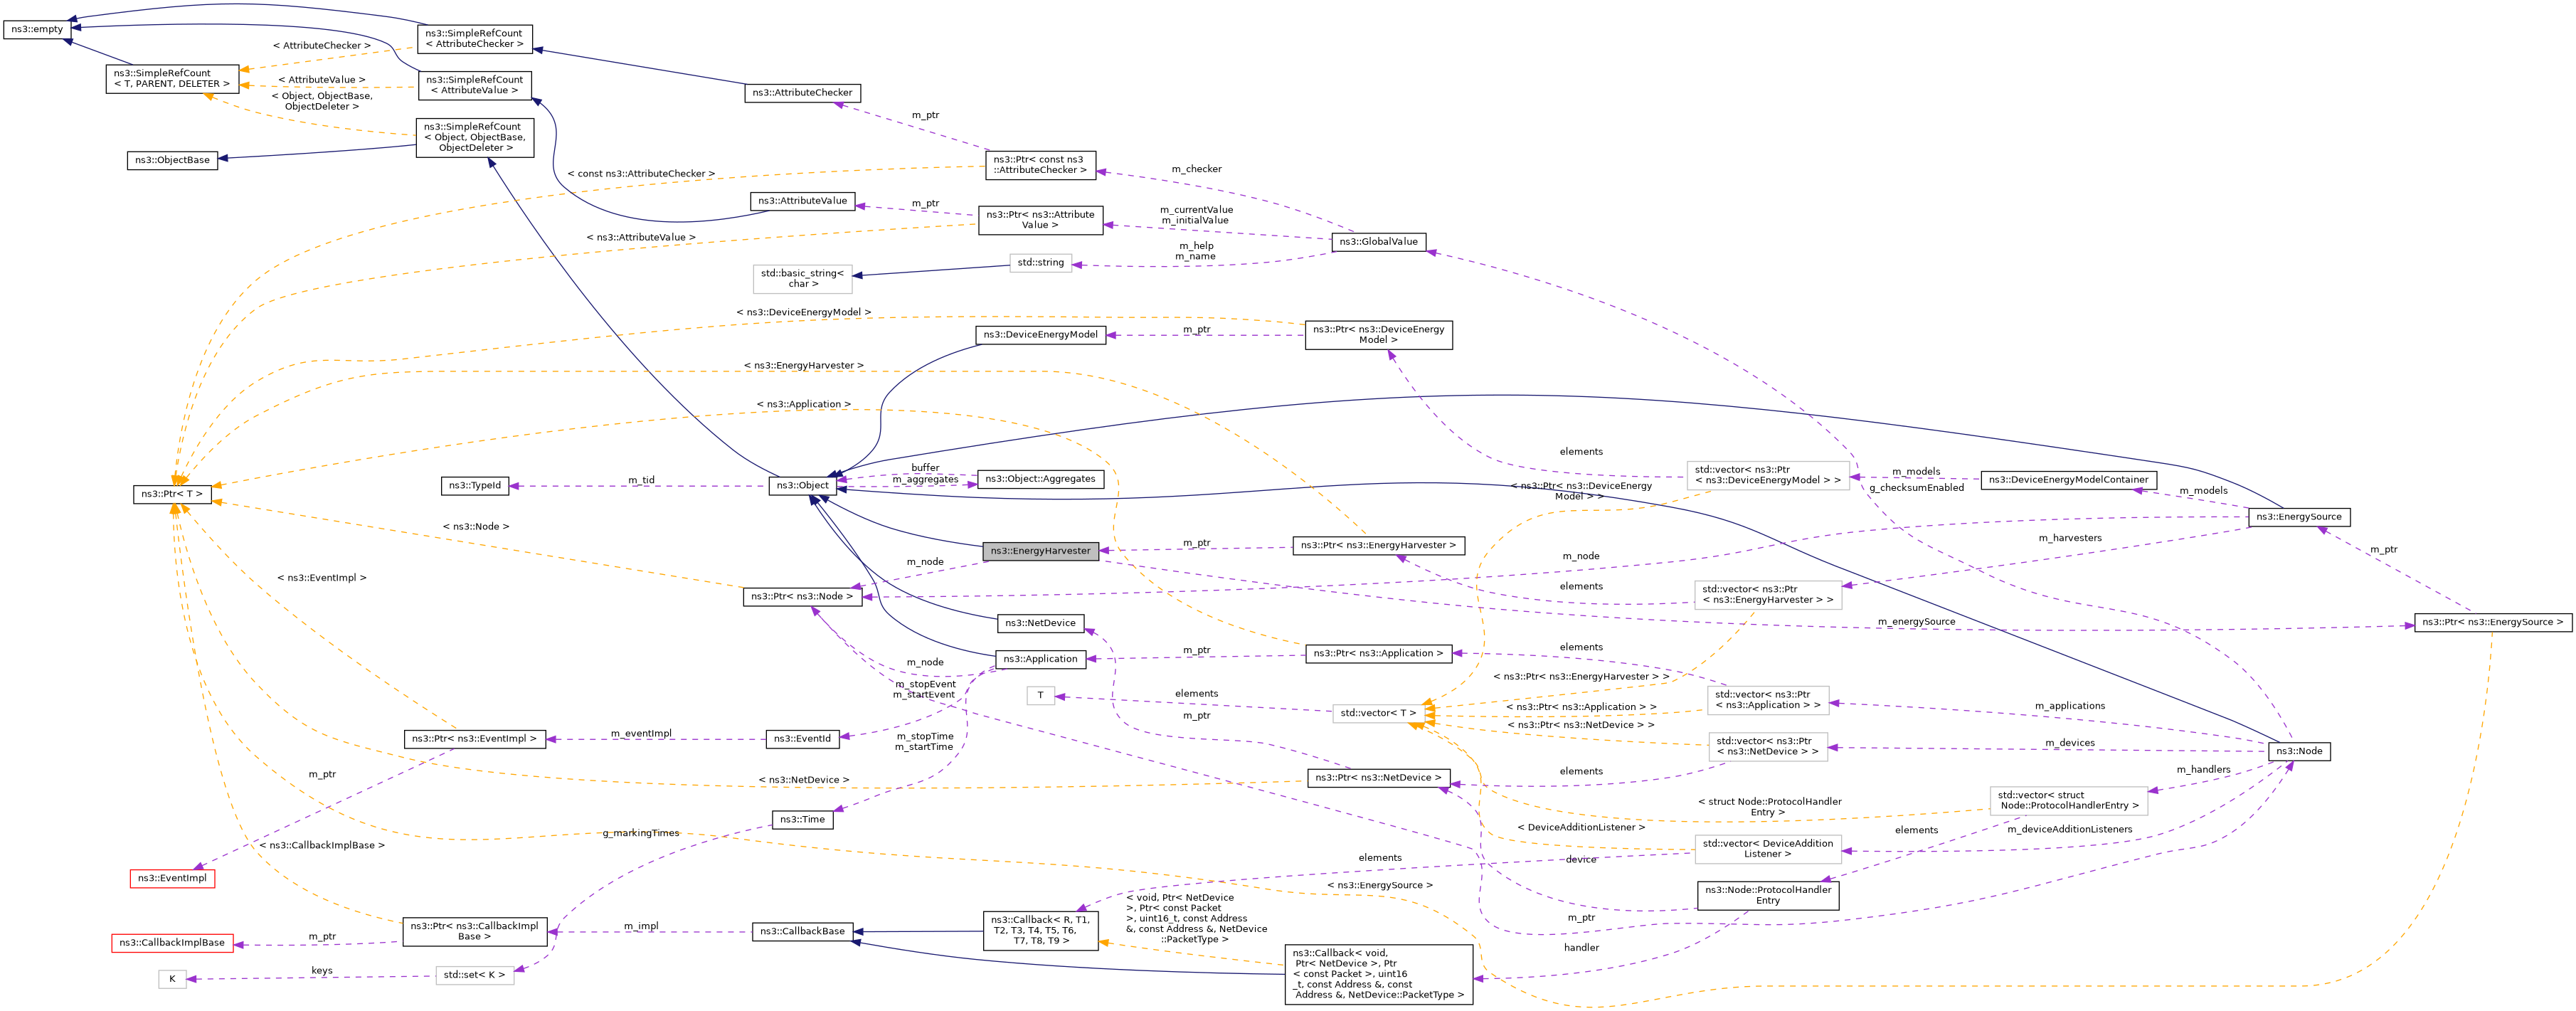 ns3::empty
ns3::SimpleRefCount
< T, PARENT, DELETER >
ns3::ObjectBase
< AttributeChecker >
< AttributeValue >
< Object, ObjectBase,
ObjectDeleter >
ns3::SimpleRefCount
< AttributeChecker >
ns3::SimpleRefCount
< AttributeValue >
ns3::SimpleRefCount
< Object, ObjectBase,
ObjectDeleter >
ns3::AttributeChecker
m_ptr
ns3::Ptr< const ns3
::AttributeChecker >
< const ns3::AttributeChecker >
m_checker
ns3::AttributeValue
m_ptr
ns3::Ptr< ns3::Attribute
Value >
m_currentValue
m_initialValue
< ns3::AttributeValue >
ns3::GlobalValue
m_help
m_name
std::string
std::basic_string<
char >
< ns3::DeviceEnergyModel >
ns3::DeviceEnergyModel
m_ptr
ns3::Ptr< ns3::DeviceEnergy
Model >
< ns3::EnergyHarvester >
< ns3::Application >
elements
std::vector< ns3::Ptr
< ns3::DeviceEnergyModel > >
m_models
ns3::DeviceEnergyModelContainer
m_models
ns3::EnergySource
g_checksumEnabled
< ns3::Ptr< ns3::DeviceEnergy
Model > >
ns3::Ptr< T >
ns3::TypeId
m_tid
ns3::Object
buffer
m_aggregates
ns3::Object::Aggregates
< ns3::Node >
ns3::EnergyHarvester
m_ptr
ns3::Ptr< ns3::EnergyHarvester >
m_node
m_harvesters
m_ptr
m_node
< ns3::EventImpl >
ns3::Ptr< ns3::Node >
elements
std::vector< ns3::Ptr
< ns3::EnergyHarvester > >
ns3::NetDevice
m_energySource
ns3::Ptr< ns3::EnergySource >
ns3::Application
m_ptr
ns3::Ptr< ns3::Application >
elements
m_node
m_stopEvent
m_startEvent
T
elements
std::vector< T >
< ns3::Ptr< ns3::EnergyHarvester > >
std::vector< ns3::Ptr
< ns3::Application > >
m_applications
< ns3::Ptr< ns3::Application > >
< ns3::Ptr< ns3::NetDevice > >
m_ptr
std::vector< ns3::Ptr
< ns3::NetDevice > >
m_devices
ns3::Node
ns3::Ptr< ns3::EventImpl >
m_eventImpl
ns3::EventId
m_stopTime
m_startTime
< ns3::NetDevice >
ns3::Ptr< ns3::NetDevice >
elements
m_handlers
m_ptr
ns3::Time
std::vector< struct
Node::ProtocolHandlerEntry >
< struct Node::ProtocolHandler
Entry >
g_markingTimes
< DeviceAdditionListener >
elements
m_deviceAdditionListeners
< ns3::CallbackImplBase >
std::vector< DeviceAddition
Listener >
elements
device
ns3::EventImpl
< ns3::EnergySource >
ns3::Node::ProtocolHandler
Entry
< void, Ptr< NetDevice
>, Ptr< const Packet
>, uint16_t, const Address
&, const Address &, NetDevice
::PacketType >
m_ptr
ns3::CallbackImplBase
m_ptr
ns3::Ptr< ns3::CallbackImpl
Base >
m_impl
ns3::CallbackBase
ns3::Callback< R, T1,
T2, T3, T4, T5, T6,
T7, T8, T9 >
handler
ns3::Callback< void,
Ptr< NetDevice >, Ptr
< const Packet >, uint16
_t, const Address &, const
Address &, NetDevice::PacketType >
K
keys
std::set< K >